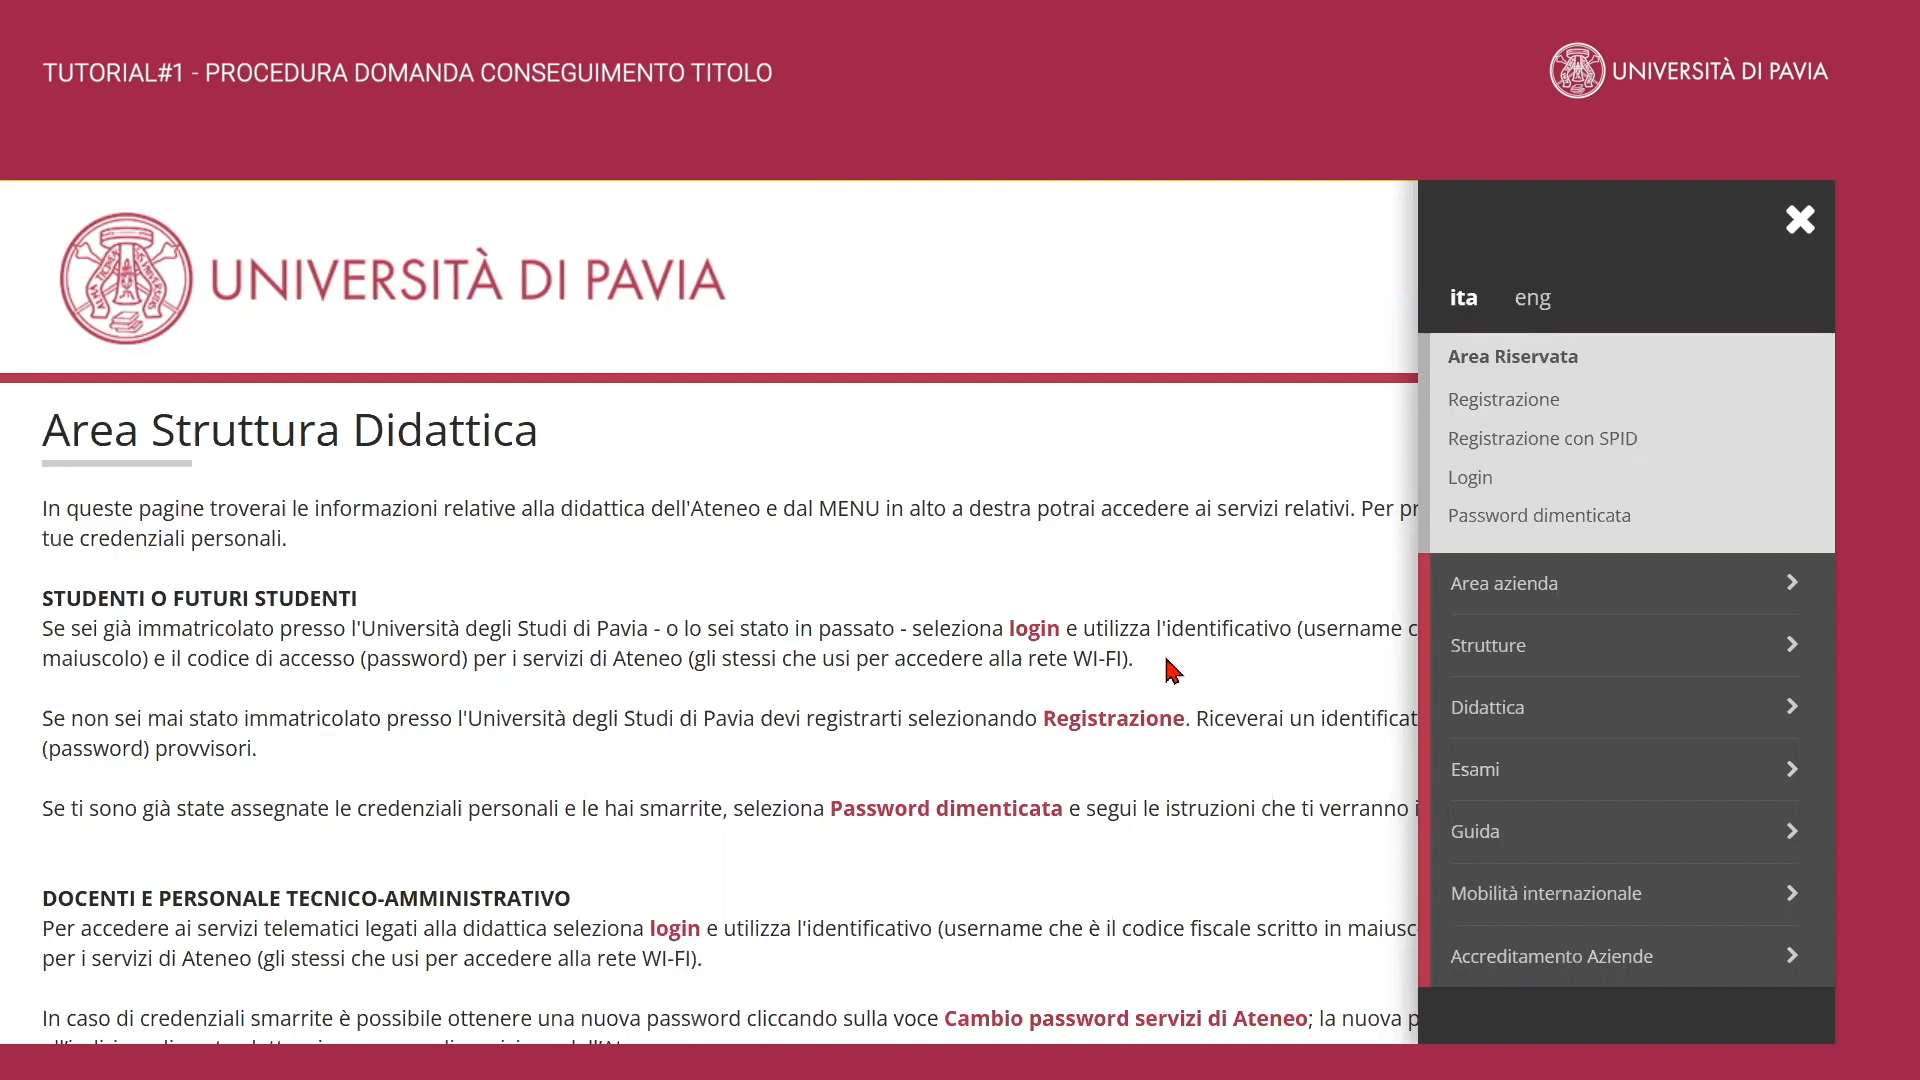 TUTORIAL#1 - PROCEDURA DOMANDA CONSEGUIMENTO TITOLO
UNIVERSITÀ DI PAVIA
UNIVERSITÀ DI PAVIA
Area Struttura Didattica
In queste pagine troverai le informazioni relative alla didattica dell'Ateneo e dal MENU in alto a destra potrai accedere ai servizi relativi. Per
tue credenziali personali.
STUDENTI O FUTURI STUDENTI
Se sei già immatricolato presso l'Università degli Studi di Pavia - o lo sei stato in passato - seleziona login e utilizza l'identificativo (username
maiuscolo) e il codice di accesso (password) per i servizi di Ateneo (gli stessi che usi per accedere alla rete WI-FI).
Se non sei mai stato immatricolato presso l'Università degli Studi di Pavia devi registrarti selezionando Registrazione. Riceverai un identificat
(password) provvisori.
Se ti sono già state assegnate le credenziali personali e le hai smarrite, seleziona Password dimenticata e segui le istruzioni che ti verranno
DOCENTI E PERSONALE TECNICO-AMMINISTRATIVO
Per accedere ai servizi telematici legati alla didattica seleziona login e utilizza l'identificativo (username che è il codice fiscale scritto in maiusc
per i servizi di Ateneo (gli stessi che usi per accedere alla rete WI-FI).
In caso di credenziali smarrite è possibile ottenere una nuova password cliccando sulla voce Cambio password servizi di Ateneo; la nuova
ita eng
Area Riservata
Registrazione
Registrazione con SPID
Login
Password dimenticata
Area azienda
Strutture
Didattica
Esami
Guida
Mobilità internazionale
Accreditamento Aziende